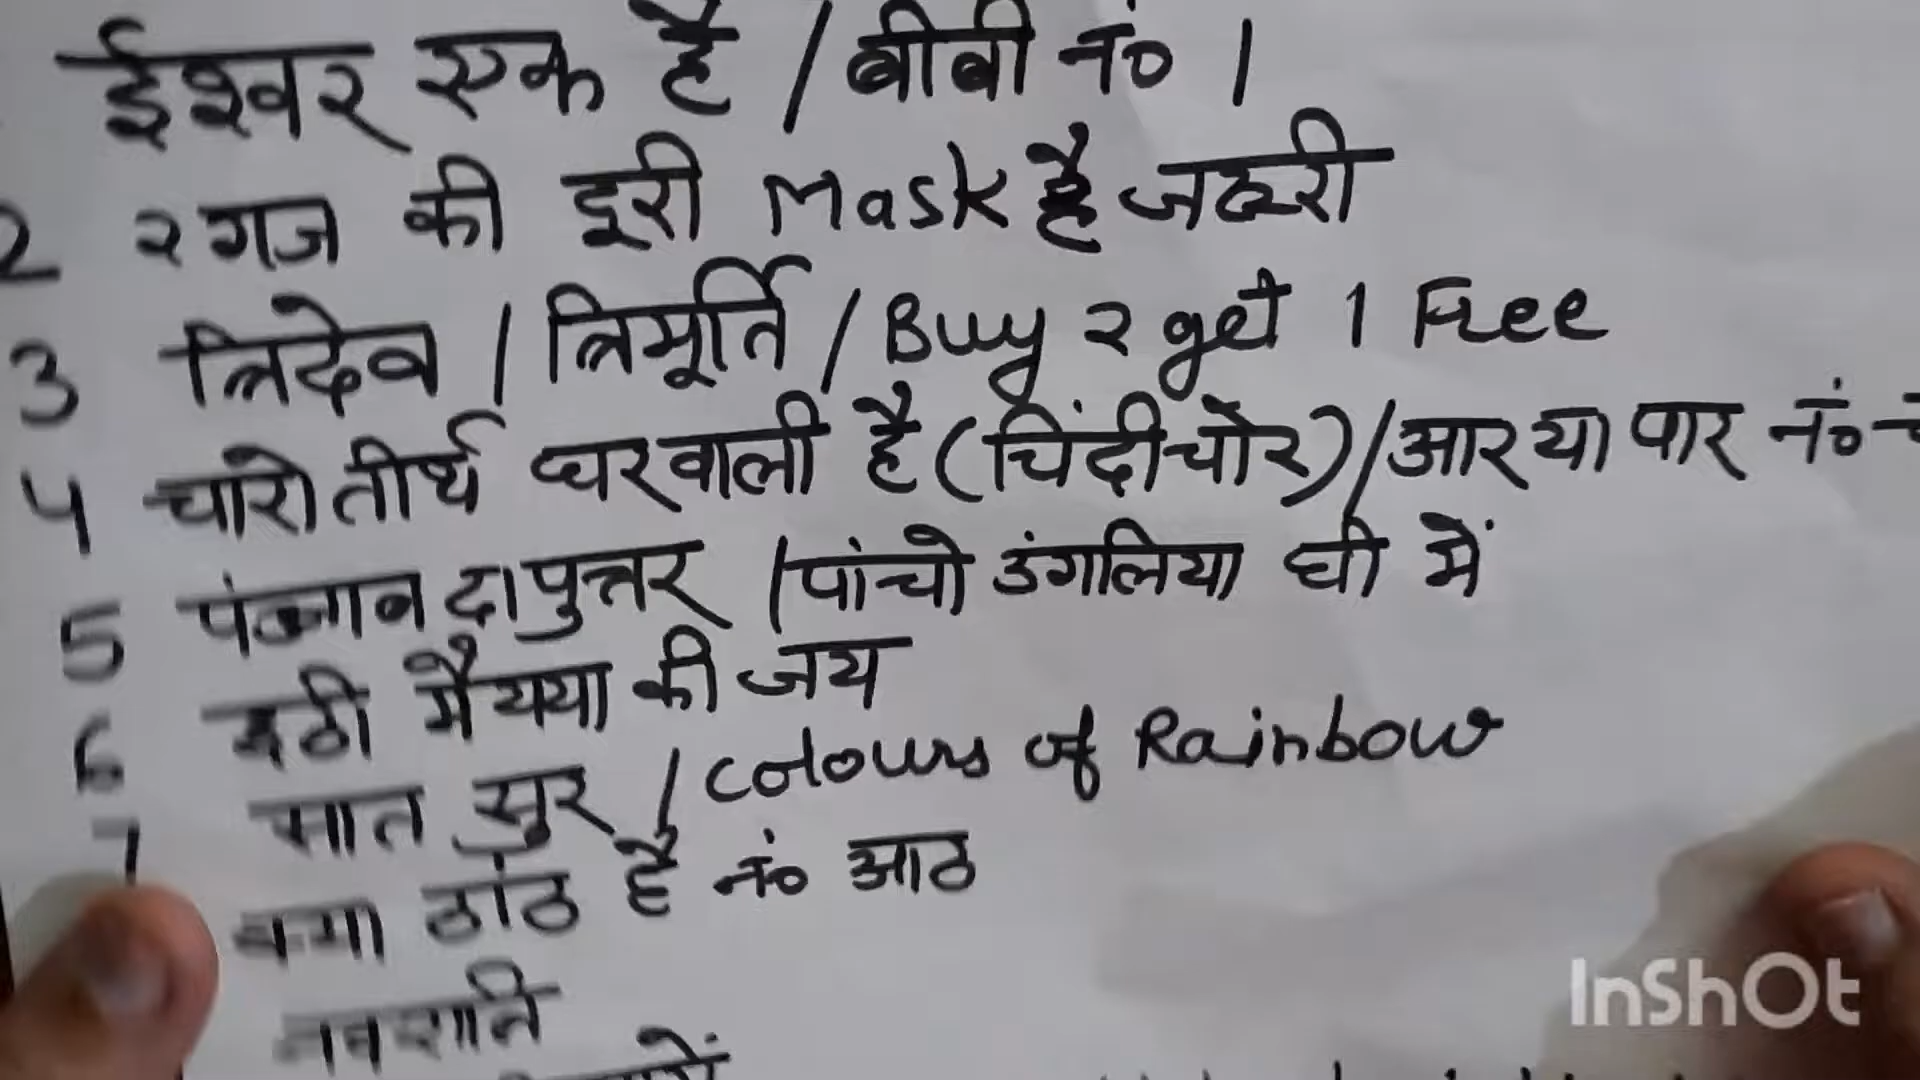 ईश्वर एक है / बीबी नं० 1
2 2 गज की दूरी Mask है जरूरी
3 त्रिदेव / त्रिमूर्ति / Buy 2 get 1 Free
4 चारो तीर्थ घरवाली है (चिंदीचोर) / आर या पार नं०
5 पंजाब दा पुत्तर / पांचो उंगलिया घी में
6 छठी मैयया की जय
7 सात सुर / Colours of Rainbow
क्या ठांठ है नं० आठ
InShOt